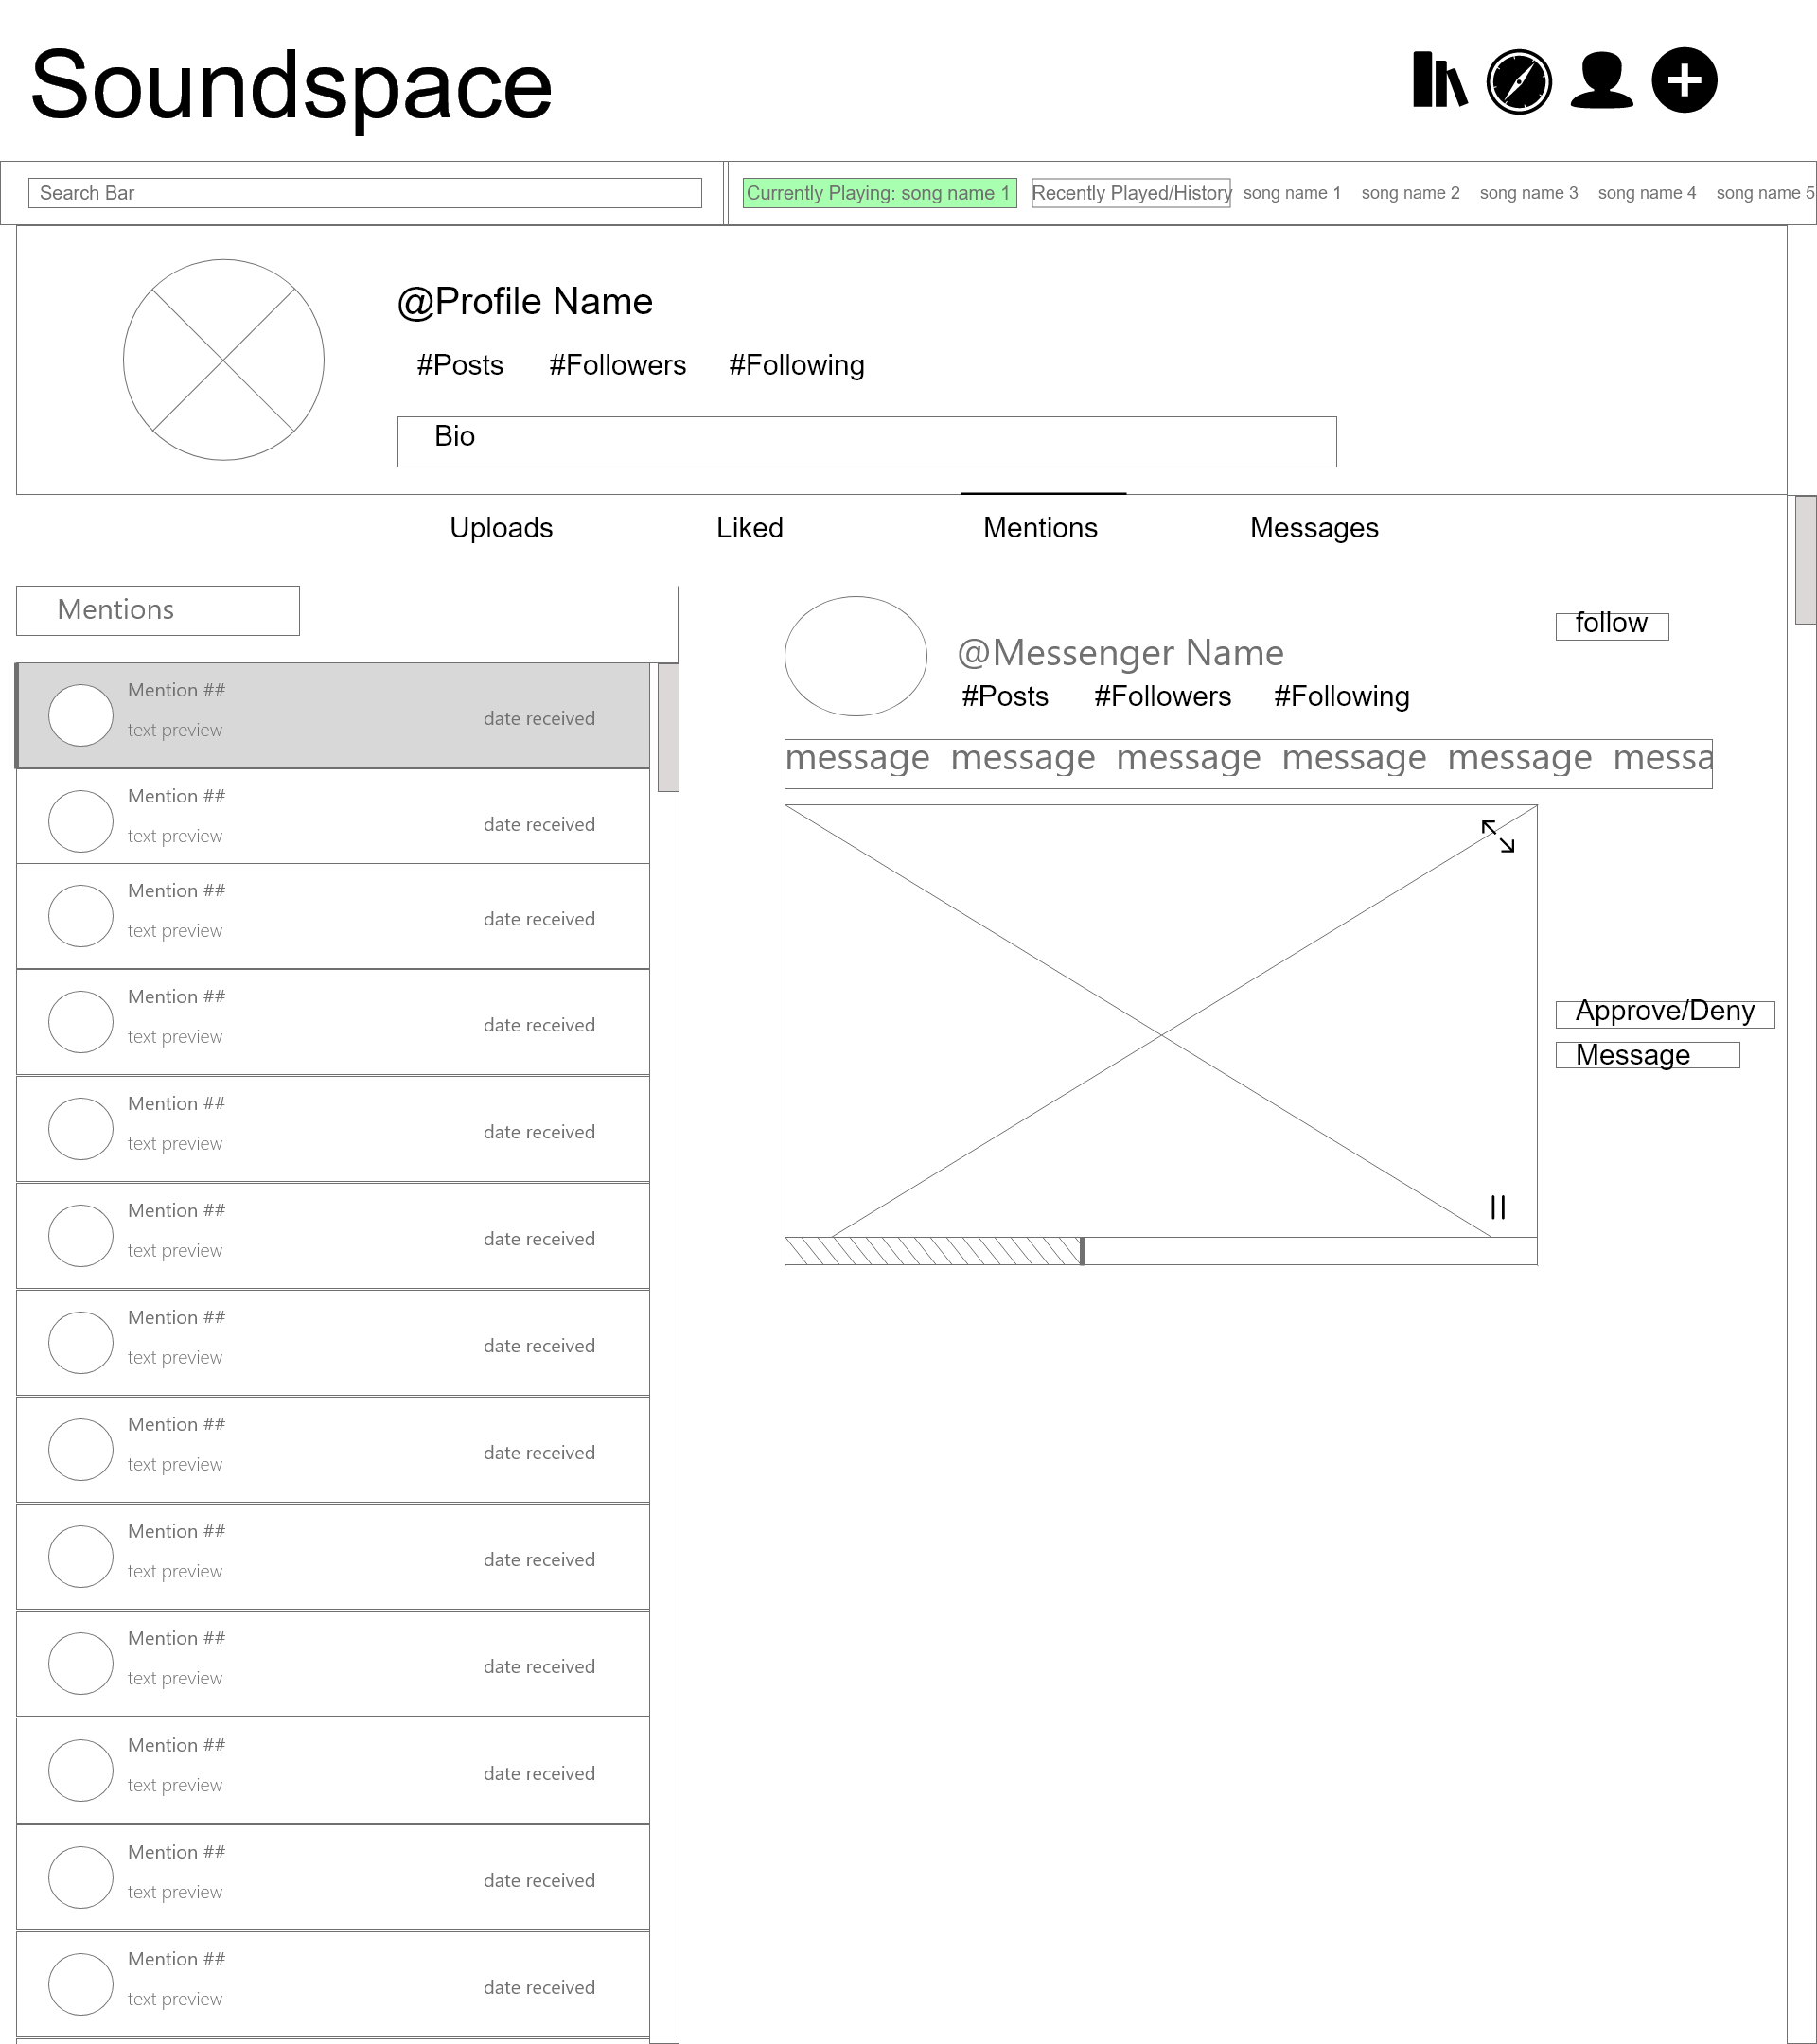 Soundspace
Search Bar
Currently Playing: song name 1
Recently Played/History
song name 1 song name 2 song name 3 song name 4 song name 5
@Profile Name
#Posts #Followers #Following
Bio
Uploads Liked Mentions Messages
Mentions
Mention ##
text preview
date received
Mention ##
text preview
date received
Mention ##
text preview
date received
Mention ##
text preview
date received
Mention ##
text preview
date received
Mention ##
text preview
date received
Mention ##
text preview
date received
Mention ##
text preview
date received
Mention ##
text preview
date received
Mention ##
text preview
date received
Mention ##
text preview
date received
Mention ##
text preview
date received
Mention ##
text preview
date received
@Messenger Name
follow
#Posts #Followers #Following
message message message message message messa
Approve/Deny
Message